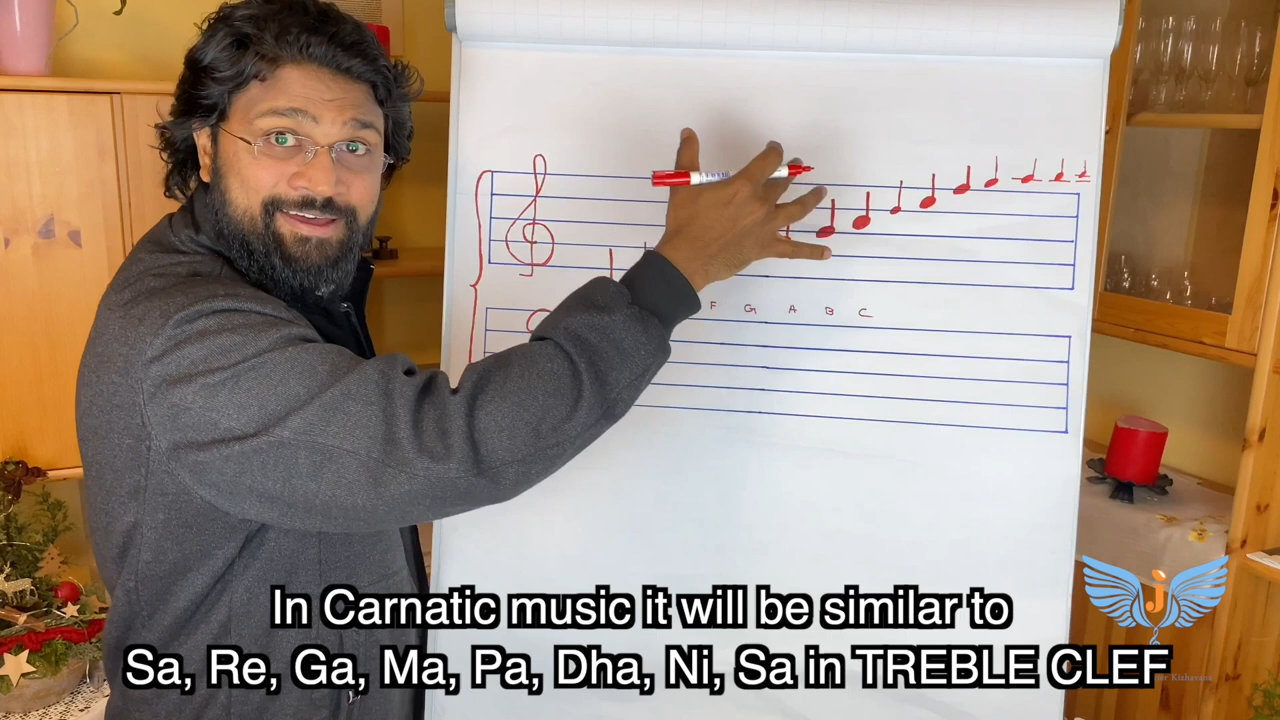 F G A B C
In Carnatic music it will be similar to
Sa, Re, Ga, Ma, Pa, Dha, Ni, Sa in TREBLE CLEF
j
Kizhavana